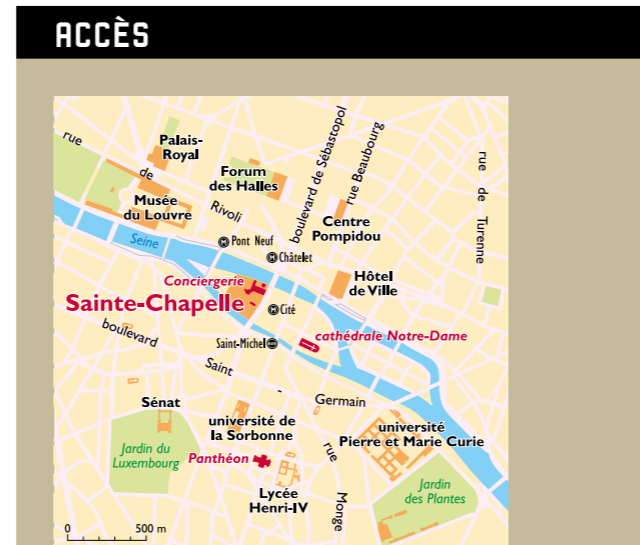 ACCÈS
rue
de
Rivoli
Palais-
Royal
Forum
des Halles
boulevard de Sébastopol
rue Beaubourg
rue de Turenne
Musée
du Louvre
Centre
Pompidou
Seine
Pont Neuf
Châtelet
Conciergerie
Hôtel
de Ville
Sainte-Chapelle
Cité
boulevard
Saint
-
Germain
Saint-Michel
cathédrale Notre-Dame
Sénat
université de
la Sorbonne
université
Pierre et Marie Curie
Jardin du
Luxembourg
Panthéon
rue
Monge
Lycée
Henri-IV
Jardin
des Plantes
0 500 m